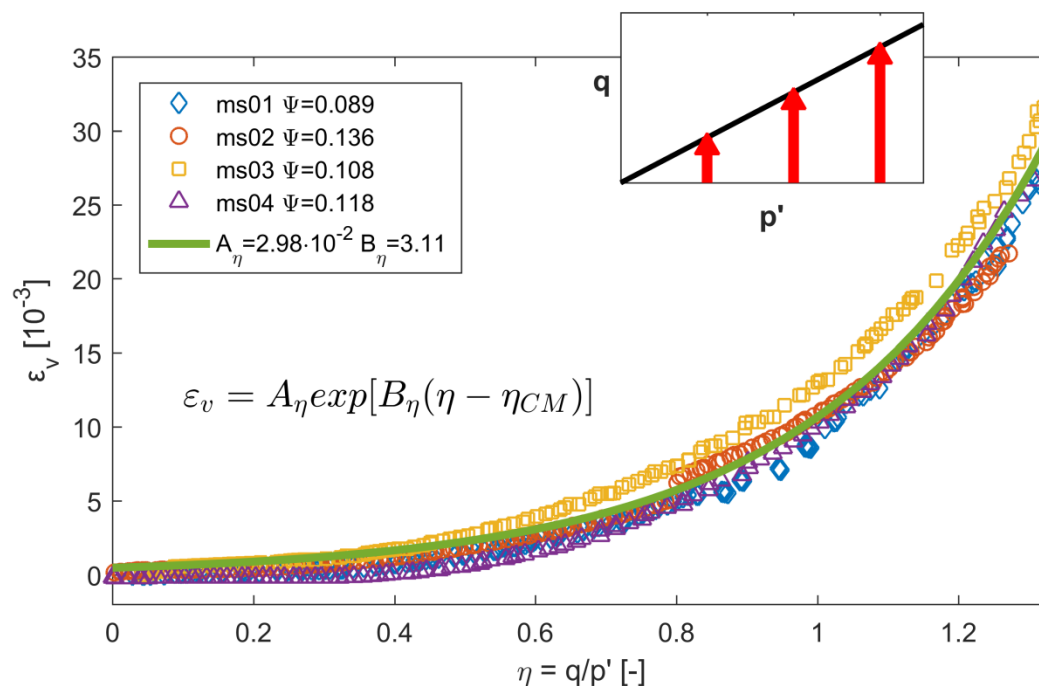 q
p'
35
30
25
20
15
10
5
0
ε_v [10^-3]
ms01 Ψ=0.089
ms02 Ψ=0.136
ms03 Ψ=0.108
ms04 Ψ=0.118
A_η=2.98·10^-2 B_η=3.11
ε_v = A_η exp[B_η(η − η_CM)]
0 0.2 0.4 0.6 0.8 1 1.2
η = q/p' [-]